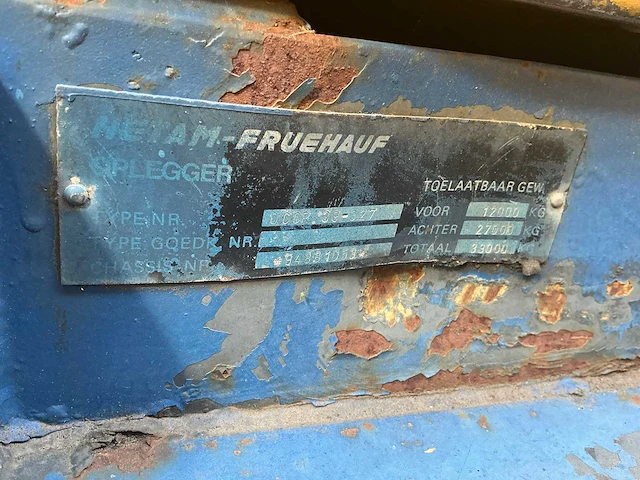 NETAM-FRUEHAUF
OPLEGGER
TOELAATBAAR GEW.
TYPE NR. VOOR 12000 KG
TYPE GOEDK. NR. ACHTER KG
CHASSIS NR. TOTAAL 33000 KG